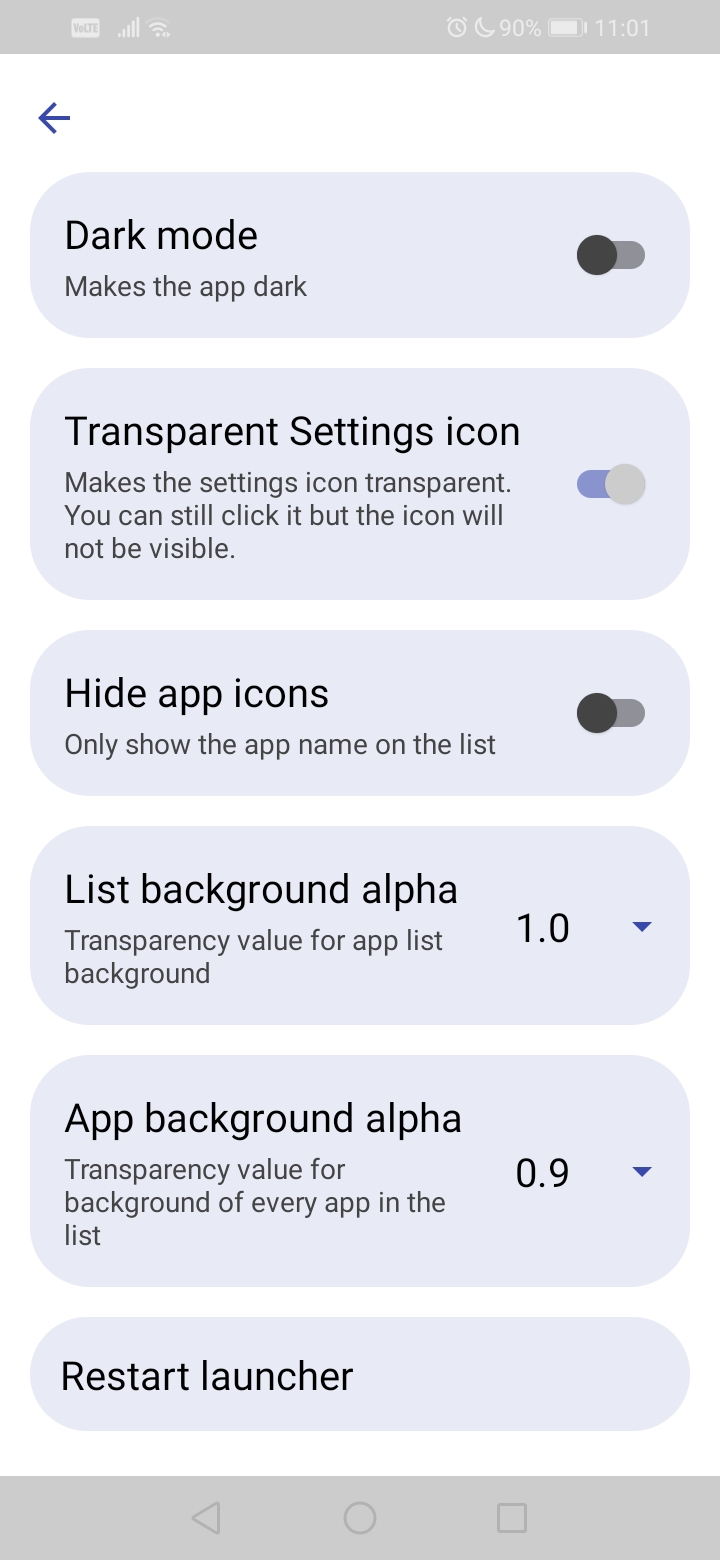 VoLTE 90% 11:01
Dark mode
Makes the app dark
Transparent Settings icon
Makes the settings icon transparent.
You can still click it but the icon will
not be visible.
Hide app icons
Only show the app name on the list
List background alpha
Transparency value for app list
background
1.0
App background alpha
Transparency value for
background of every app in the
list
0.9
Restart launcher